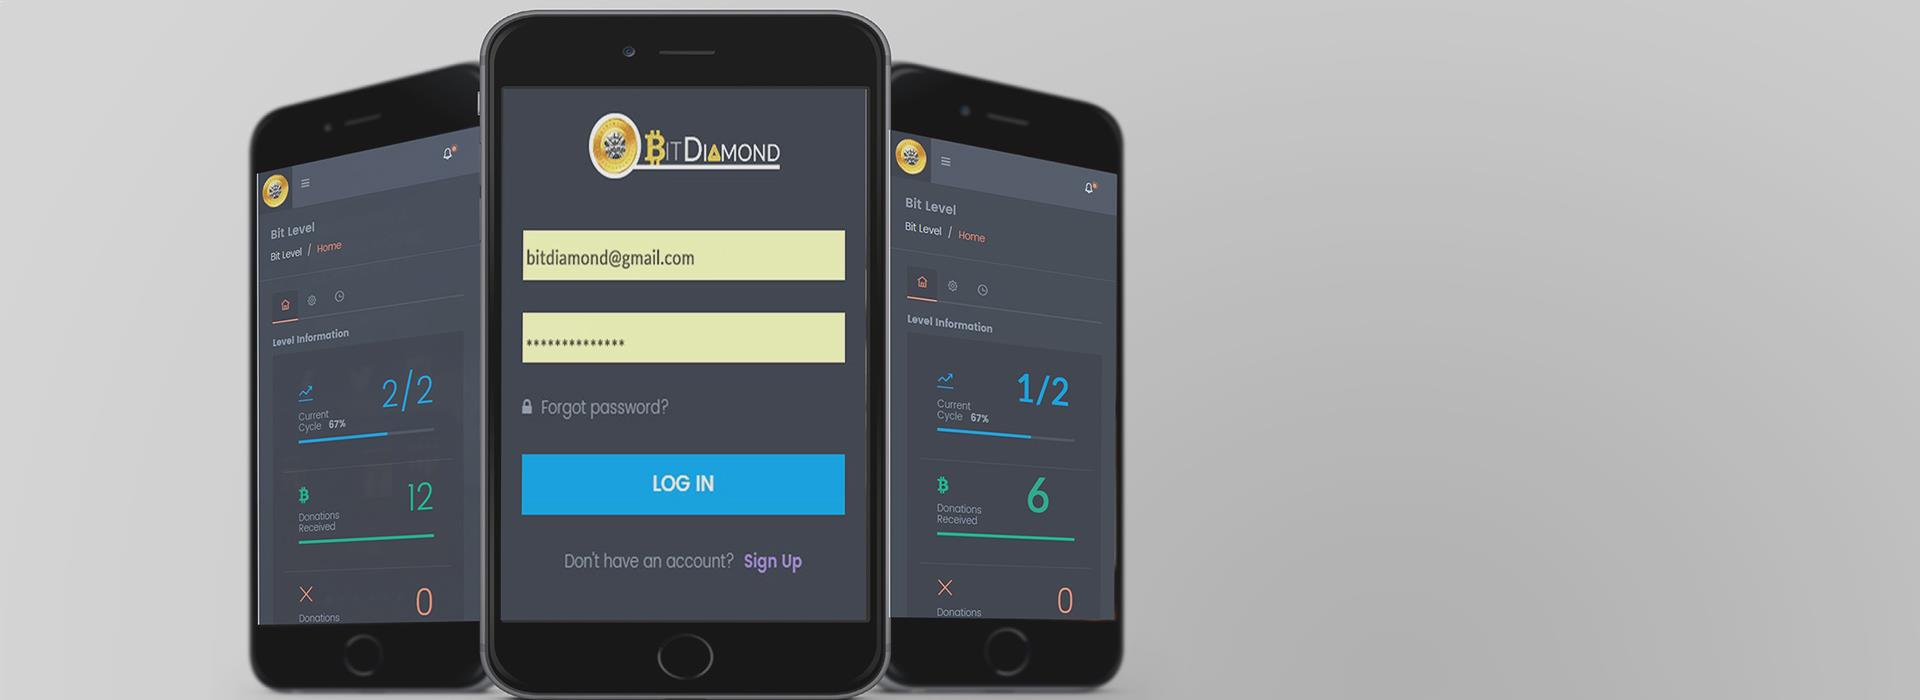 Bit Level
Bit Level / Home
Level Information
2/2
Current
Cycle 67%
12
Donations
Received
0
Donations
BITDIAMOND
bitdiamond@gmail.com
**************
Forgot password?
LOG IN
Don't have an account? Sign Up
Bit Level
Bit Level / Home
Level Information
1/2
Current
Cycle 67%
6
Donations
Received
0
Donations